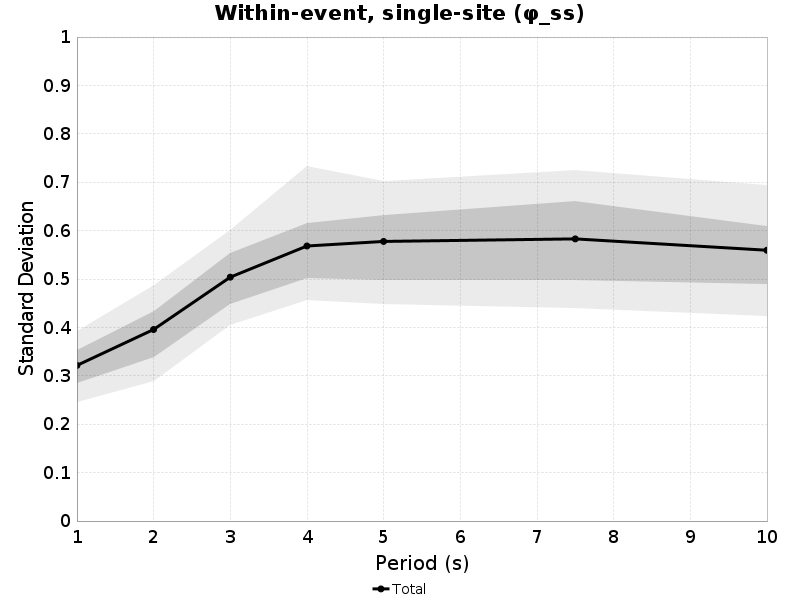 Within-event, single-site (φ_ss)
1
0.9
0.8
0.7
0.6
0.5
0.4
0.3
0.2
0.1
0
Standard Deviation
1 2 3 4 5 6 7 8 9 10
Period (s)
Total